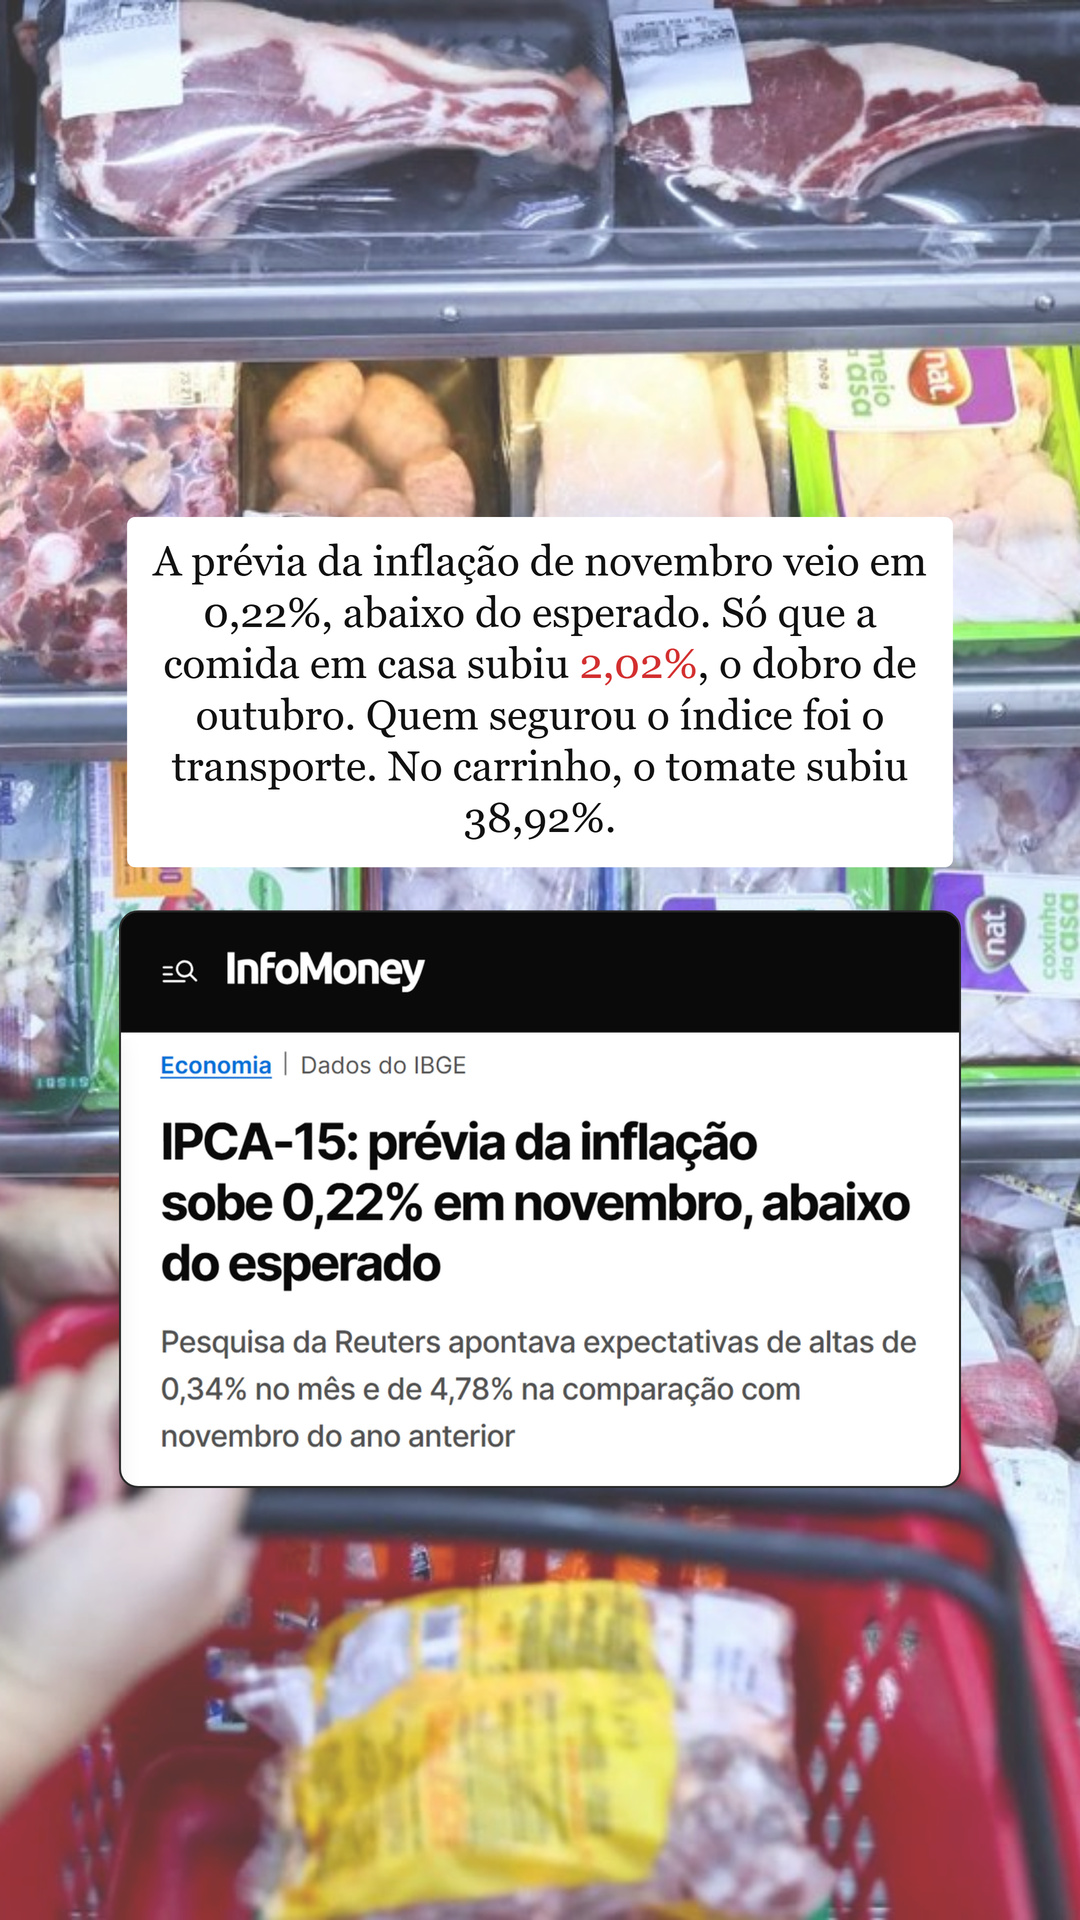 nat.
meio
da asa
700g
A prévia da inflação de novembro veio em
0,22%, abaixo do esperado. Só que a
comida em casa subiu 2,02%, o dobro de
outubro. Quem segurou o índice foi o
transporte. No carrinho, o tomate subiu
38,92%.
nat.
coxinha
da asa
InfoMoney
Economia | Dados do IBGE
IPCA-15: prévia da inflação
sobe 0,22% em novembro, abaixo
do esperado
Pesquisa da Reuters apontava expectativas de altas de
0,34% no mês e de 4,78% na comparação com
novembro do ano anterior